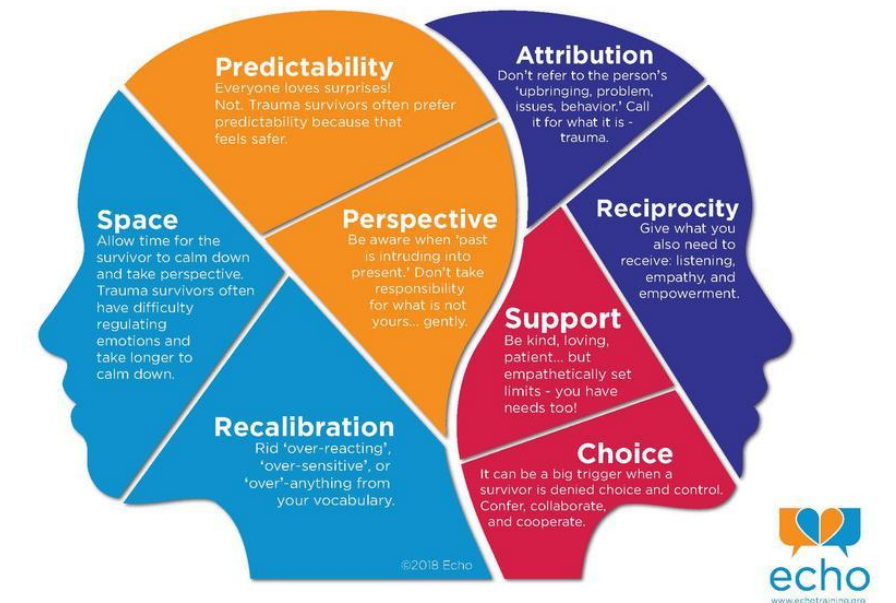 Predictability
Everyone loves surprises!
Not. Trauma survivors often prefer
predictability because that
feels safer.
Attribution
Don't refer to the person's
'upbringing, problem,
issues, behavior.' Call
it for what it is -
trauma.
Space
Allow time for the
survivor to calm down
and take perspective.
Trauma survivors often
have difficulty
regulating
emotions and
take longer to
calm down.
Perspective
Be aware when 'past
is intruding into
present.' Don't take
responsibility
for what is not
yours... gently.
Reciprocity
Give what you
also need to
receive: listening,
empathy, and
empowerment.
Support
Be kind, loving,
patient... but
empathetically set
limits - you have
needs too!
Recalibration
Rid 'over-reacting',
'over-sensitive', or
'over'-anything from
your vocabulary.
Choice
It can be a big trigger when a
survivor is denied choice and control.
Confer, collaborate,
and cooperate.
©2018 Echo
echo
www.echotraining.org